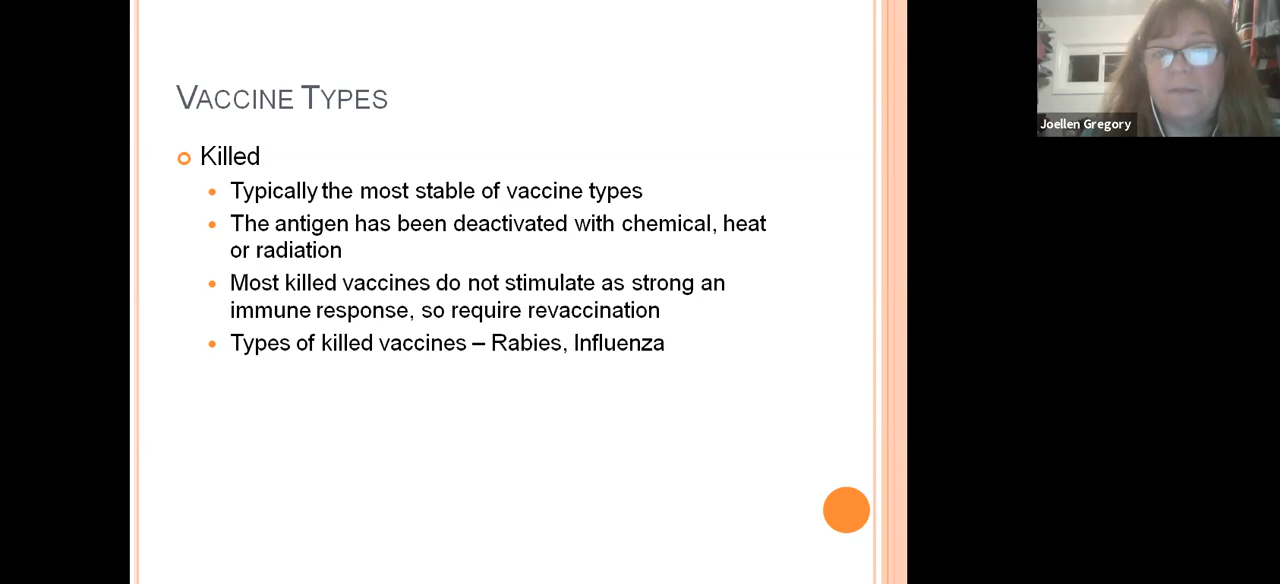 VACCINE TYPES
Killed
Typically the most stable of vaccine types
The antigen has been deactivated with chemical, heat
or radiation
Most killed vaccines do not stimulate as strong an
immune response, so require revaccination
Types of killed vaccines – Rabies, Influenza
Joellen Gregory